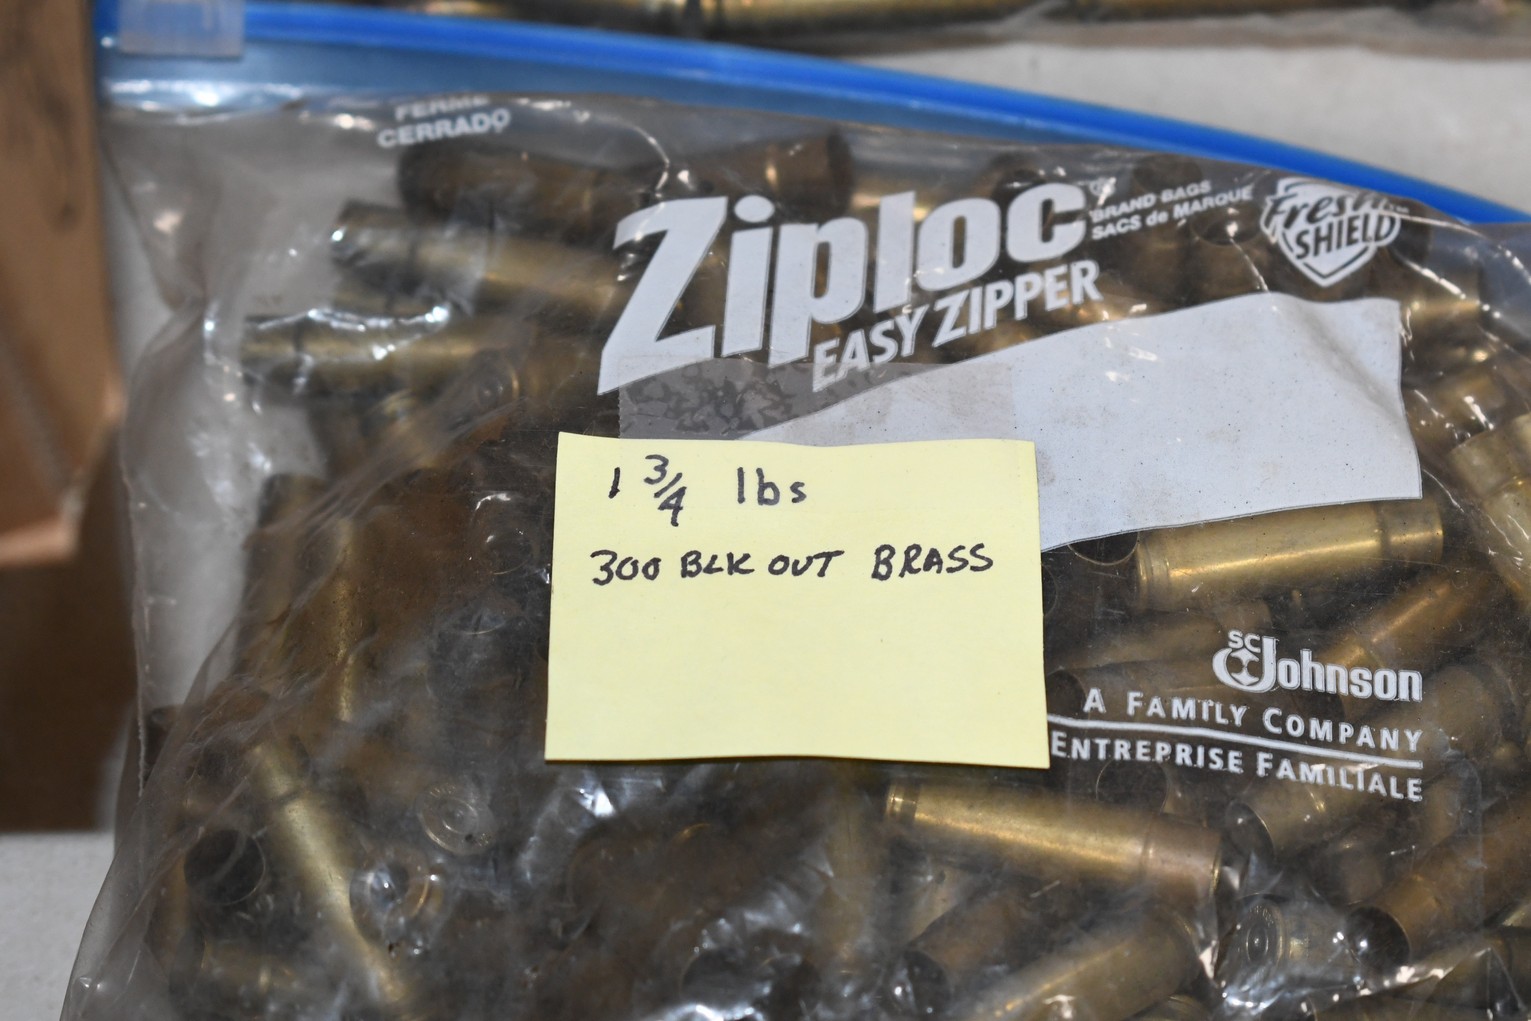 FERMÉ
CERRADO
Ziploc
BRAND BAGS
SACS de MARQUE
EASY ZIPPER
Fresh
SHIELD
1 3/4 lbs
300 BLK OUT BRASS
SC Johnson
A FAMILY COMPANY
ENTREPRISE FAMILIALE